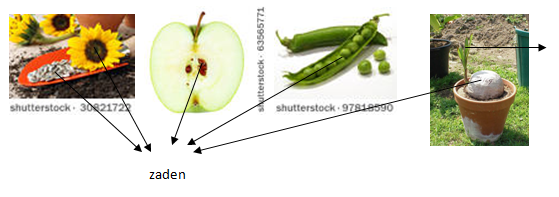 shutterstock · 30821722
shutterstock · 63565771
shutterstock · 97818590
zaden